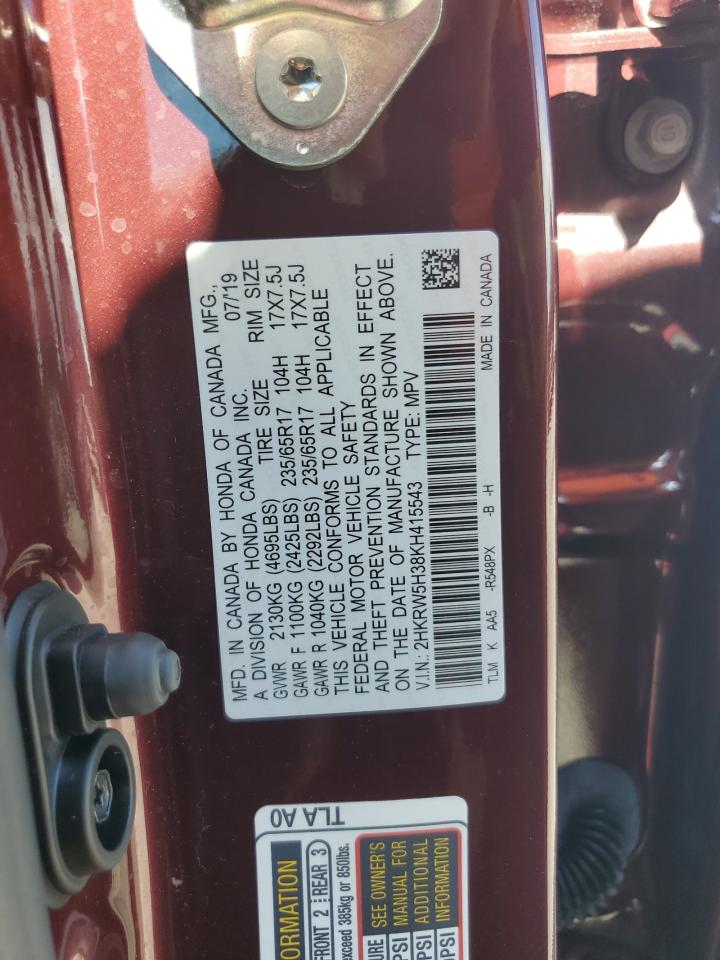 MFD. IN CANADA BY HONDA OF CANADA MFG.,
A DIVISION OF HONDA CANADA INC. 07/'19
GVWR 2130KG (4695LBS) TIRE SIZE RIM SIZE
GAWR F 1100KG (2425LBS) 235/65R17 104H 17X7.5J
GAWR R 1040KG (2292LBS) 235/65R17 104H 17X7.5J
THIS VEHICLE CONFORMS TO ALL APPLICABLE
FEDERAL MOTOR VEHICLE SAFETY
AND THEFT PREVENTION STANDARDS IN EFFECT
ON THE DATE OF MANUFACTURE SHOWN ABOVE.
V.I.N.: 2HKRW5H38KH415543 TYPE: MPV
TLM K AA5 -R548PX -B -H MADE IN CANADA
TLA A0
ORMATION
FRONT 2 REAR 3
exceed 385kg or 850lbs.
URE SEE OWNER'S
PSI MANUAL FOR
PSI ADDITIONAL
PSI INFORMATION